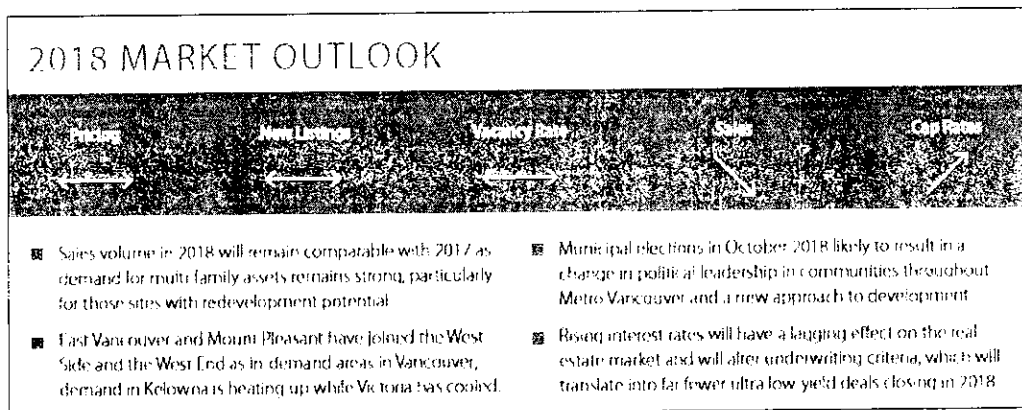 2018 MARKET OUTLOOK
Pricing New Listings Vacancy Rate Sales Cap Rates
Sales volume in 2018 will remain comparable with 2017 as
demand for multi family assets remains strong, particularly
for those sites with redevelopment potential
East Vancouver and Mount Pleasant have joined the West
Side and the West End as in demand areas in Vancouver,
demand in Kelowna is heating up while Victoria has cooled.
Municipal elections in October 2018 likely to result in a
change in political leadership in communities throughout
Metro Vancouver and a new approach to development
Rising interest rates will have a lagging effect on the real
estate market and will alter underwriting criteria, which will
translate into far fewer ultra low yield deals closing in 2018